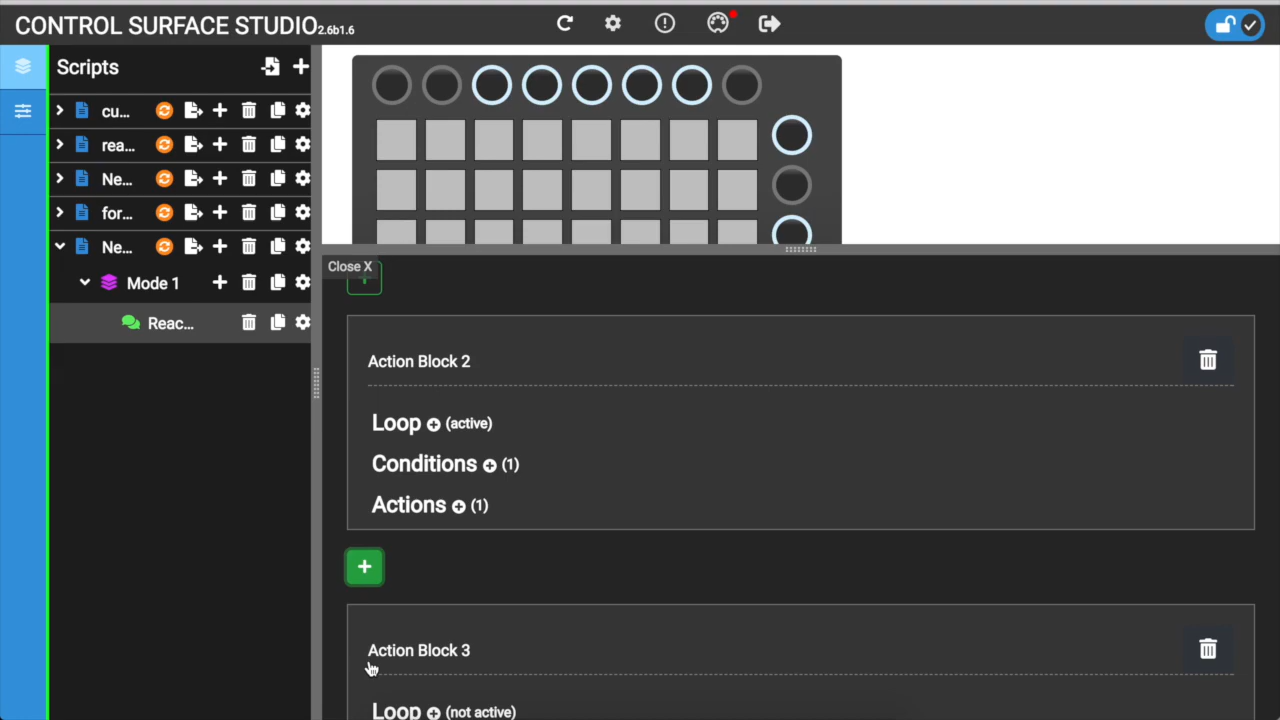 CONTROL SURFACE STUDIO2.6b1.6
Scripts
cu...
rea...
Ne...
for...
Ne...
Mode 1
Reac...
Close X
Action Block 2
Loop (active)
Conditions (1)
Actions (1)
Action Block 3
Loop (not active)